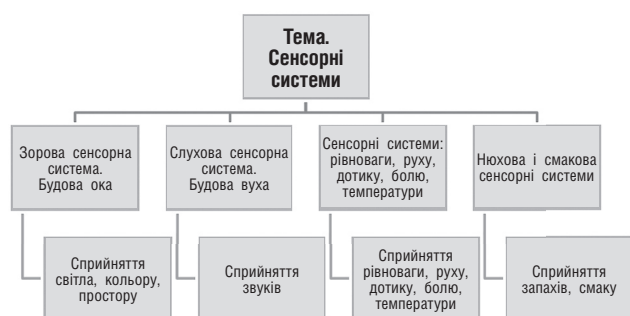 Тема.
Сенсорні
системи
Зорова сенсорна
система.
Будова ока
Слухова сенсорна
система.
Будова вуха
Сенсорні системи:
рівноваги, руху,
дотику, болю,
температури
Нюхова і смакова
сенсорні системи
Сприйняття
світла, кольору,
простору
Сприйняття
звуків
Сприйняття
рівноваги, руху,
дотику, болю,
температури
Сприйняття
запахів, смаку